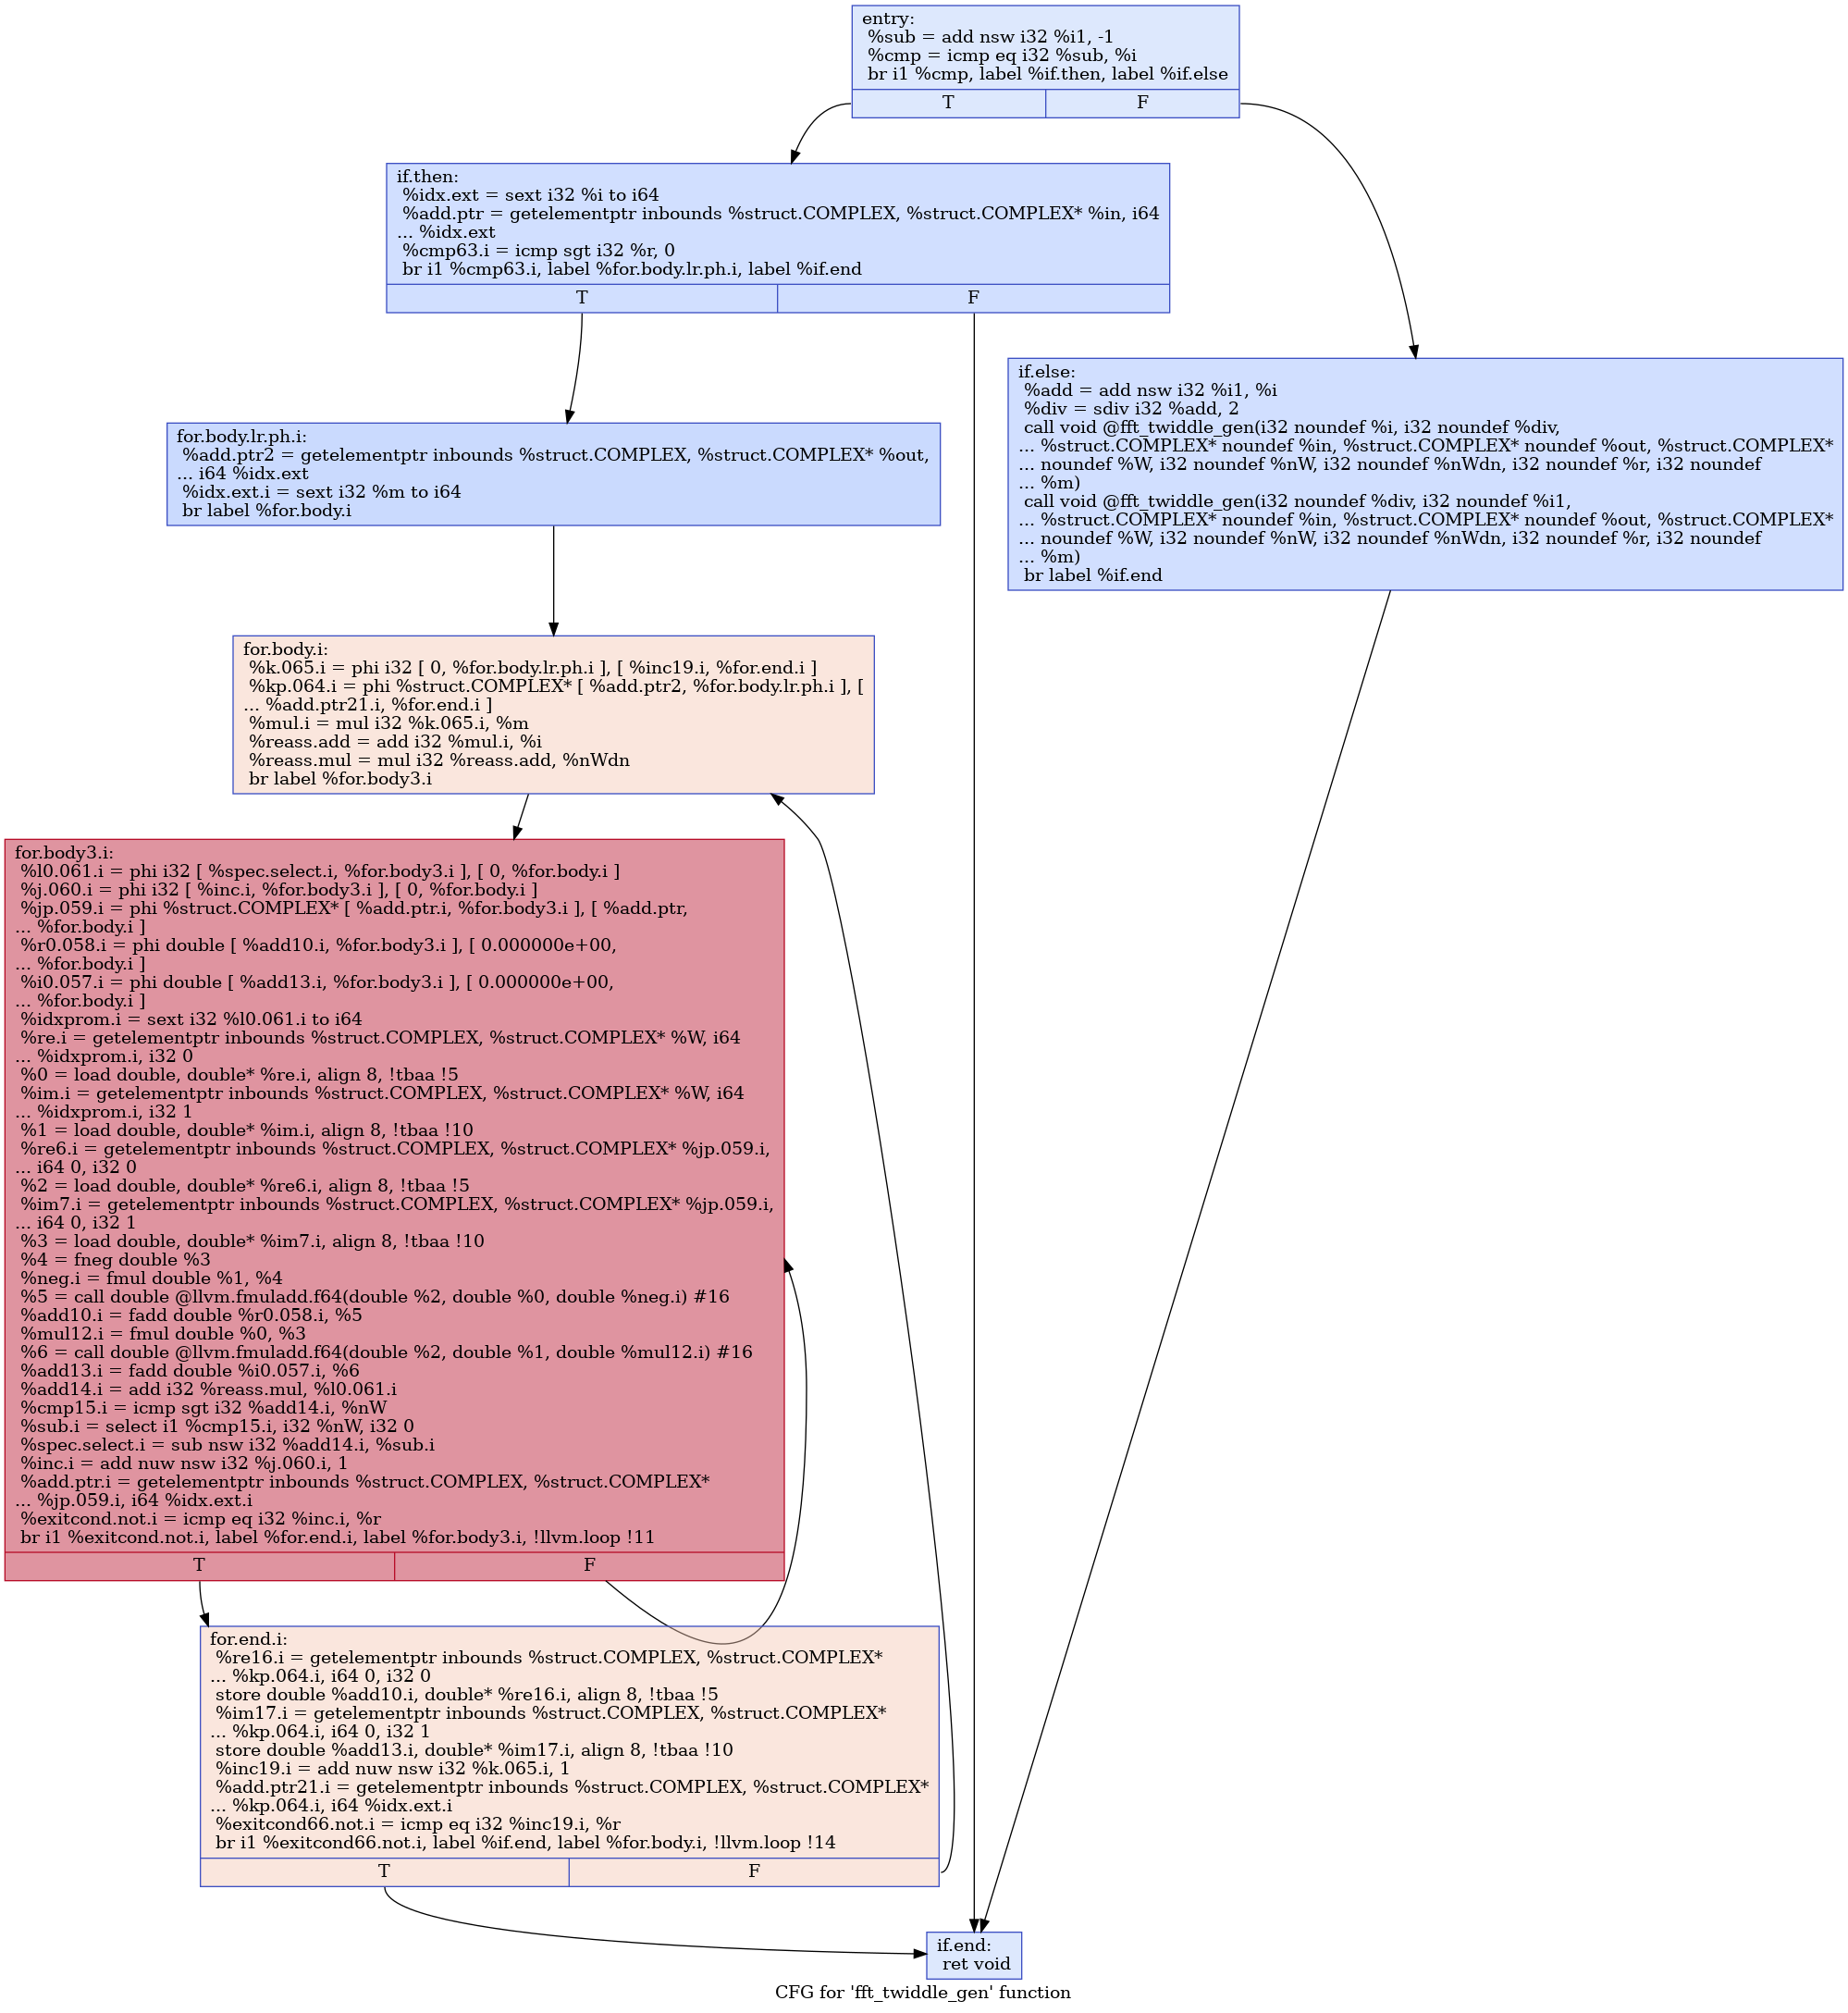 entry:
%sub = add nsw i32 %i1, -1
%cmp = icmp eq i32 %sub, %i
br i1 %cmp, label %if.then, label %if.else
T
F
if.then:
%idx.ext = sext i32 %i to i64
%add.ptr = getelementptr inbounds %struct.COMPLEX, %struct.COMPLEX* %in, i64
... %idx.ext
%cmp63.i = icmp sgt i32 %r, 0
br i1 %cmp63.i, label %for.body.lr.ph.i, label %if.end
T
F
if.else:
%add = add nsw i32 %i1, %i
%div = sdiv i32 %add, 2
call void @fft_twiddle_gen(i32 noundef %i, i32 noundef %div,
... %struct.COMPLEX* noundef %in, %struct.COMPLEX* noundef %out, %struct.COMPLEX*
... noundef %W, i32 noundef %nW, i32 noundef %nWdn, i32 noundef %r, i32 noundef
... %m)
call void @fft_twiddle_gen(i32 noundef %div, i32 noundef %i1,
... %struct.COMPLEX* noundef %in, %struct.COMPLEX* noundef %out, %struct.COMPLEX*
... noundef %W, i32 noundef %nW, i32 noundef %nWdn, i32 noundef %r, i32 noundef
... %m)
br label %if.end
for.body.lr.ph.i:
%add.ptr2 = getelementptr inbounds %struct.COMPLEX, %struct.COMPLEX* %out,
... i64 %idx.ext
%idx.ext.i = sext i32 %m to i64
br label %for.body.i
for.body.i:
%k.065.i = phi i32 [ 0, %for.body.lr.ph.i ], [ %inc19.i, %for.end.i ]
%kp.064.i = phi %struct.COMPLEX* [ %add.ptr2, %for.body.lr.ph.i ], [
... %add.ptr21.i, %for.end.i ]
%mul.i = mul i32 %k.065.i, %m
%reass.add = add i32 %mul.i, %i
%reass.mul = mul i32 %reass.add, %nWdn
br label %for.body3.i
for.body3.i:
%l0.061.i = phi i32 [ %spec.select.i, %for.body3.i ], [ 0, %for.body.i ]
%j.060.i = phi i32 [ %inc.i, %for.body3.i ], [ 0, %for.body.i ]
%jp.059.i = phi %struct.COMPLEX* [ %add.ptr.i, %for.body3.i ], [ %add.ptr,
... %for.body.i ]
%r0.058.i = phi double [ %add10.i, %for.body3.i ], [ 0.000000e+00,
... %for.body.i ]
%i0.057.i = phi double [ %add13.i, %for.body3.i ], [ 0.000000e+00,
... %for.body.i ]
%idxprom.i = sext i32 %l0.061.i to i64
%re.i = getelementptr inbounds %struct.COMPLEX, %struct.COMPLEX* %W, i64
... %idxprom.i, i32 0
%0 = load double, double* %re.i, align 8, !tbaa !5
%im.i = getelementptr inbounds %struct.COMPLEX, %struct.COMPLEX* %W, i64
... %idxprom.i, i32 1
%1 = load double, double* %im.i, align 8, !tbaa !10
%re6.i = getelementptr inbounds %struct.COMPLEX, %struct.COMPLEX* %jp.059.i,
... i64 0, i32 0
%2 = load double, double* %re6.i, align 8, !tbaa !5
%im7.i = getelementptr inbounds %struct.COMPLEX, %struct.COMPLEX* %jp.059.i,
... i64 0, i32 1
%3 = load double, double* %im7.i, align 8, !tbaa !10
%4 = fneg double %3
%neg.i = fmul double %1, %4
%5 = call double @llvm.fmuladd.f64(double %2, double %0, double %neg.i) #16
%add10.i = fadd double %r0.058.i, %5
%mul12.i = fmul double %0, %3
%6 = call double @llvm.fmuladd.f64(double %2, double %1, double %mul12.i) #16
%add13.i = fadd double %i0.057.i, %6
%add14.i = add i32 %reass.mul, %l0.061.i
%cmp15.i = icmp sgt i32 %add14.i, %nW
%sub.i = select i1 %cmp15.i, i32 %nW, i32 0
%spec.select.i = sub nsw i32 %add14.i, %sub.i
%inc.i = add nuw nsw i32 %j.060.i, 1
%add.ptr.i = getelementptr inbounds %struct.COMPLEX, %struct.COMPLEX*
... %jp.059.i, i64 %idx.ext.i
%exitcond.not.i = icmp eq i32 %inc.i, %r
br i1 %exitcond.not.i, label %for.end.i, label %for.body3.i, !llvm.loop !11
T
F
for.end.i:
%re16.i = getelementptr inbounds %struct.COMPLEX, %struct.COMPLEX*
... %kp.064.i, i64 0, i32 0
store double %add10.i, double* %re16.i, align 8, !tbaa !5
%im17.i = getelementptr inbounds %struct.COMPLEX, %struct.COMPLEX*
... %kp.064.i, i64 0, i32 1
store double %add13.i, double* %im17.i, align 8, !tbaa !10
%inc19.i = add nuw nsw i32 %k.065.i, 1
%add.ptr21.i = getelementptr inbounds %struct.COMPLEX, %struct.COMPLEX*
... %kp.064.i, i64 %idx.ext.i
%exitcond66.not.i = icmp eq i32 %inc19.i, %r
br i1 %exitcond66.not.i, label %if.end, label %for.body.i, !llvm.loop !14
T
F
if.end:
ret void
CFG for 'fft_twiddle_gen' function